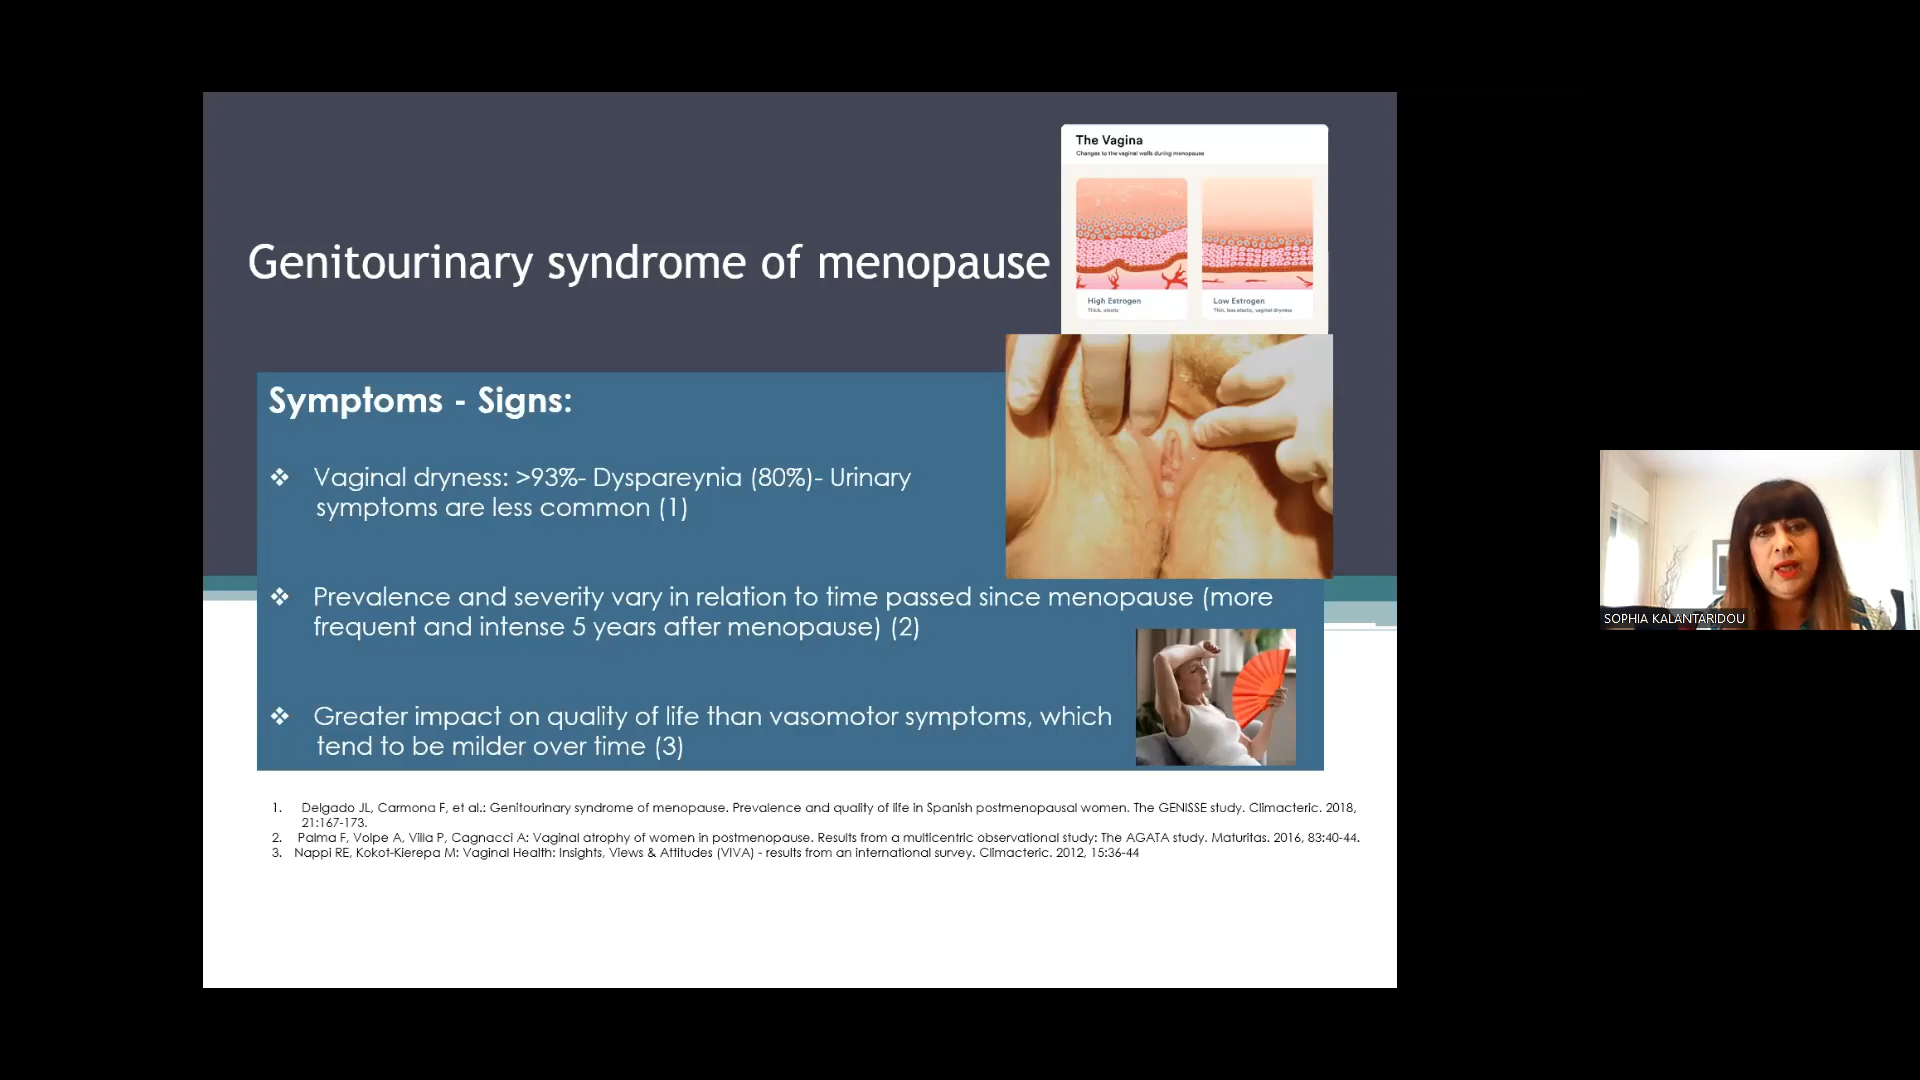 The Vagina
Changes to the vaginal walls during menopause
High Estrogen
Thick, elastic
Low Estrogen
Thin, less elastic, vaginal dryness
Genitourinary syndrome of menopause
Symptoms - Signs:
❖ Vaginal dryness: >93%- Dyspareynia (80%)- Urinary
symptoms are less common (1)
❖ Prevalence and severity vary in relation to time passed since menopause (more
frequent and intense 5 years after menopause) (2)
❖ Greater impact on quality of life than vasomotor symptoms, which
tend to be milder over time (3)
1. Delgado JL, Carmona F, et al.: Genitourinary syndrome of menopause. Prevalence and quality of life in Spanish postmenopausal women. The GENISSE study. Climacteric. 2018,
21:167-173.
2. Palma F, Volpe A, Villa P, Cagnacci A: Vaginal atrophy of women in postmenopause. Results from a multicentric observational study: The AGATA study. Maturitas. 2016, 83:40-44.
3. Nappi RE, Kokot-Kierepa M: Vaginal Health: Insights, Views & Attitudes (VIVA) - results from an international survey. Climacteric. 2012, 15:36-44
SOPHIA KALANTARIDOU